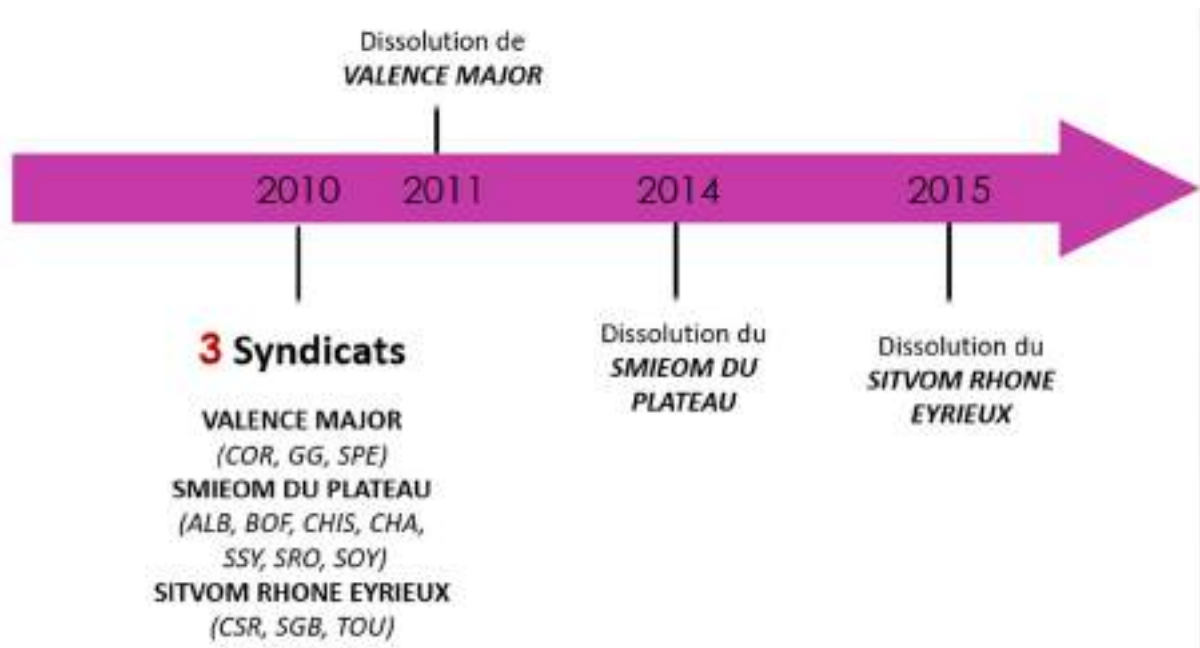 Dissolution de
VALENCE MAJOR
2010 2011 2014 2015
3 Syndicats
VALENCE MAJOR
(COR, GG, SPE)
SMIEOM DU PLATEAU
(ALB, BOF, CHIS, CHA,
SSY, SRO, SOY)
SITVOM RHONE EYRIEUX
(CSR, SGB, TOU)
Dissolution du
SMIEOM DU
PLATEAU
Dissolution du
SITVOM RHONE
EYRIEUX